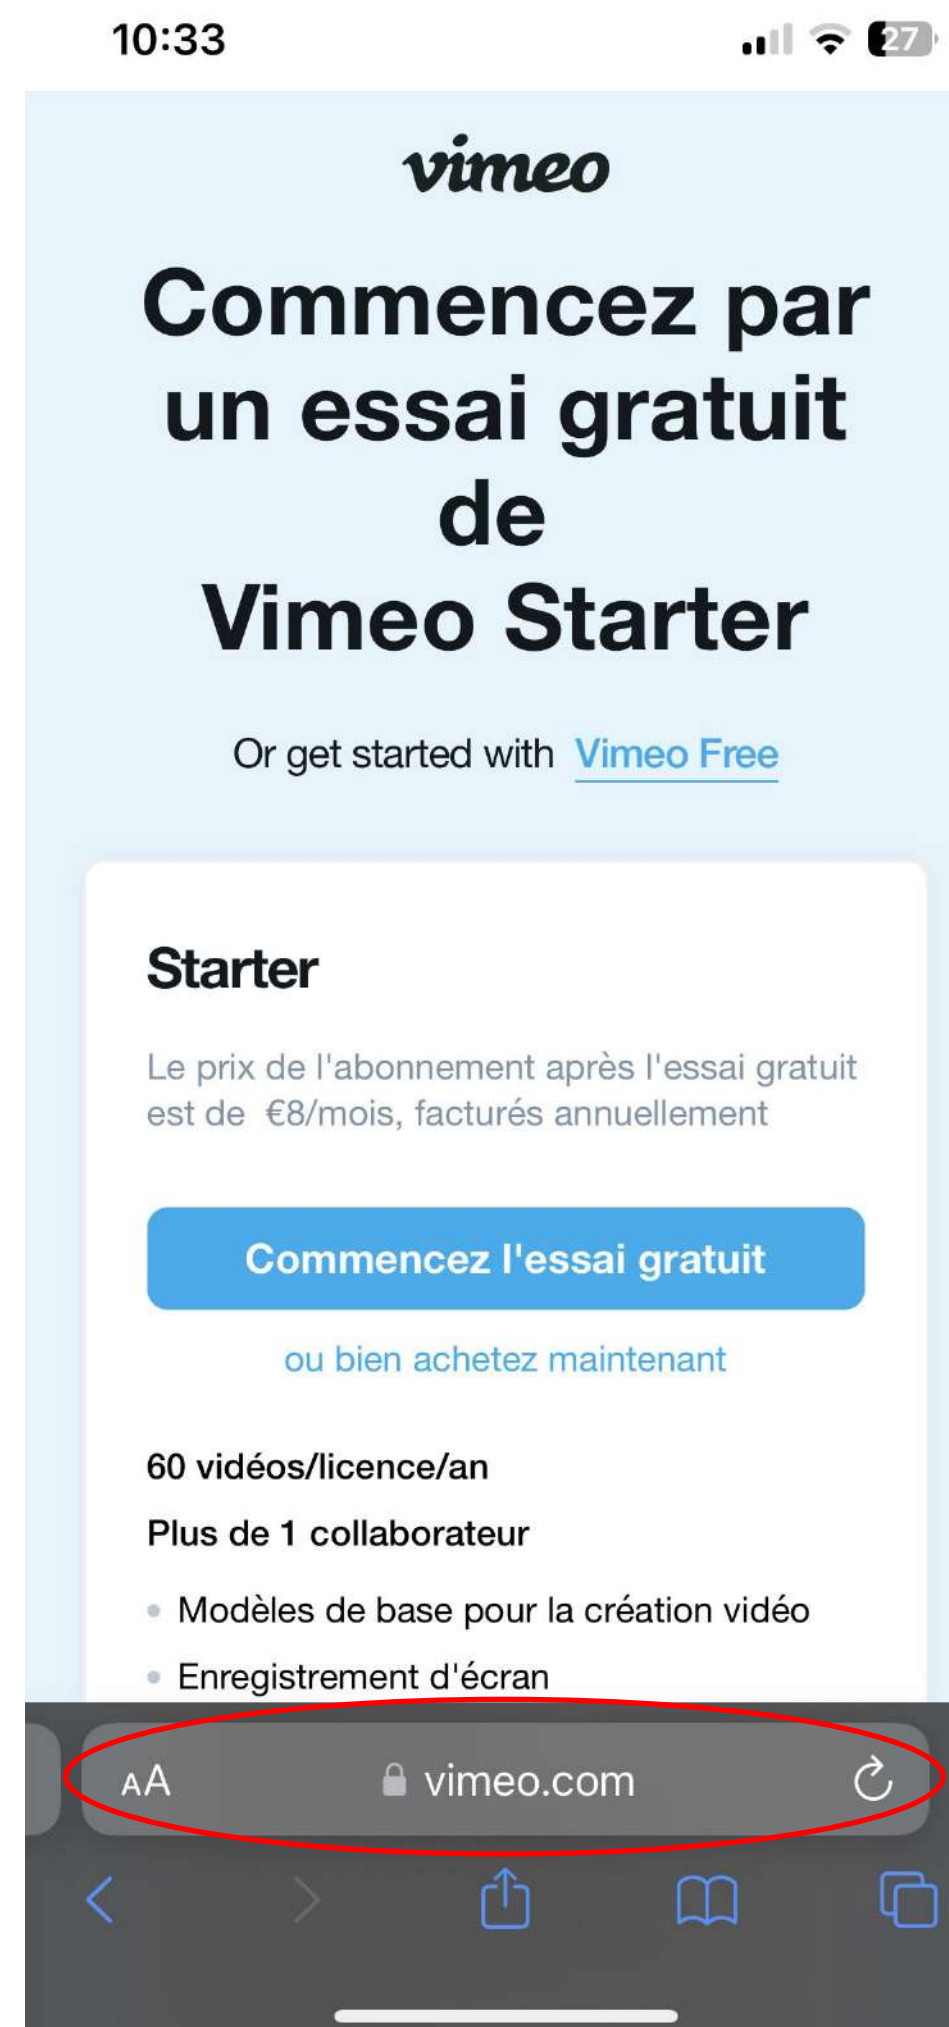 10:33
27
vimeo
Commencez par
un essai gratuit
de
Vimeo Starter
Or get started with Vimeo Free
Starter
Le prix de l'abonnement après l'essai gratuit
est de €8/mois, facturés annuellement
Commencez l'essai gratuit
ou bien achetez maintenant
60 vidéos/licence/an
Plus de 1 collaborateur
Modèles de base pour la création vidéo
Enregistrement d'écran
AA vimeo.com